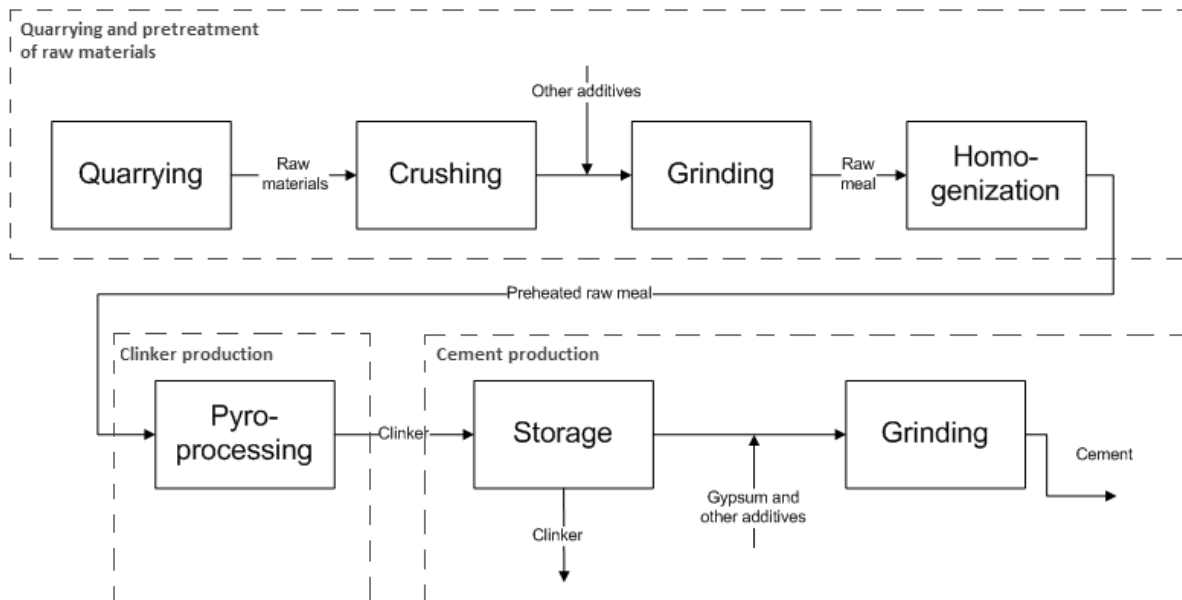 Quarrying and pretreatment
of raw materials
Other additives
Quarrying
Raw
materials
Crushing
Grinding
Raw
meal
Homo-
genization
Preheated raw meal
Clinker production
Cement production
Pyro-
processing
Clinker
Storage
Grinding
Cement
Gypsum and
other additives
Clinker